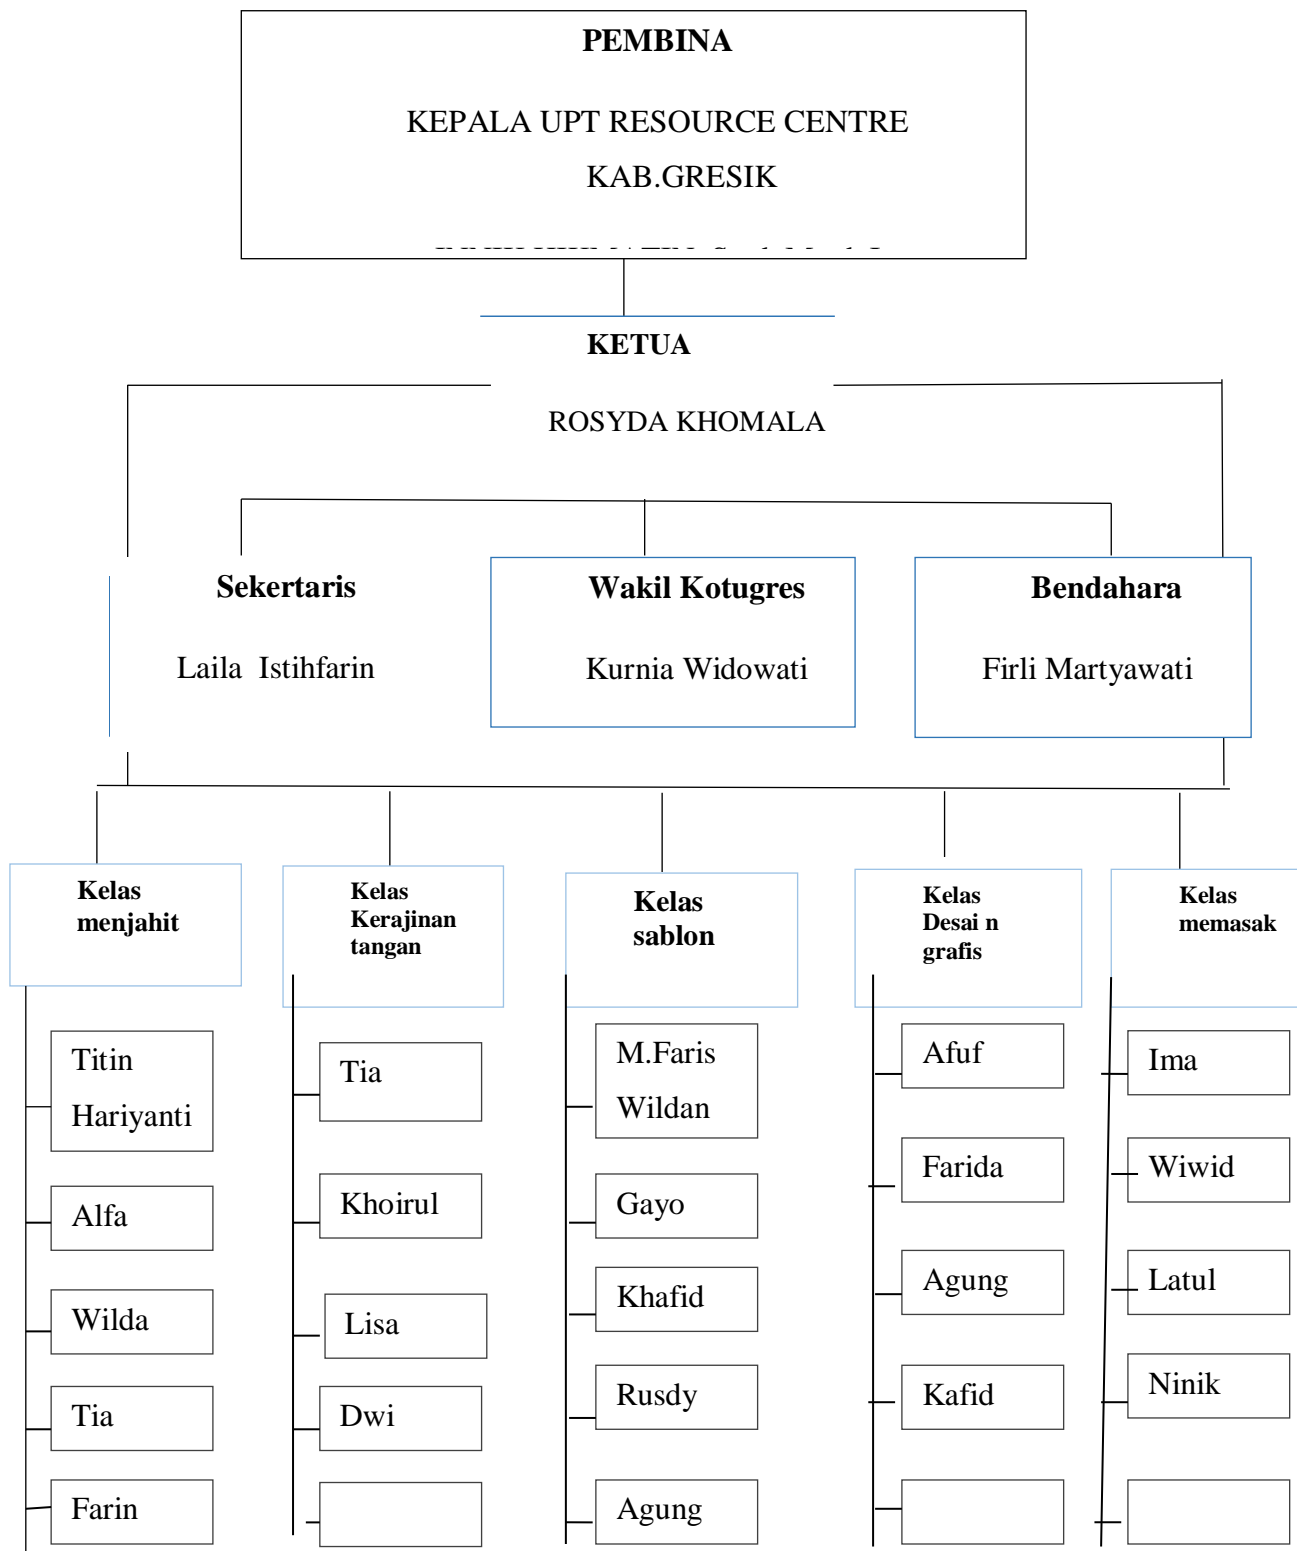 PEMBINA
KEPALA UPT RESOURCE CENTRE
KAB.GRESIK
KETUA
ROSYDA KHOMALA
Sekertaris
Laila Istihfarin
Wakil Kotugres
Kurnia Widowati
Bendahara
Firli Martyawati
Kelas
menjahit
Titin
Hariyanti
Alfa
Wilda
Tia
Farin
Kelas
Kerajinan
tangan
Tia
Khoirul
Lisa
Dwi
Kelas
sablon
M.Faris
Wildan
Gayo
Khafid
Rusdy
Agung
Kelas
Desai n
grafis
Afuf
Farida
Agung
Kafid
Kelas
memasak
Ima
Wiwid
Latul
Ninik